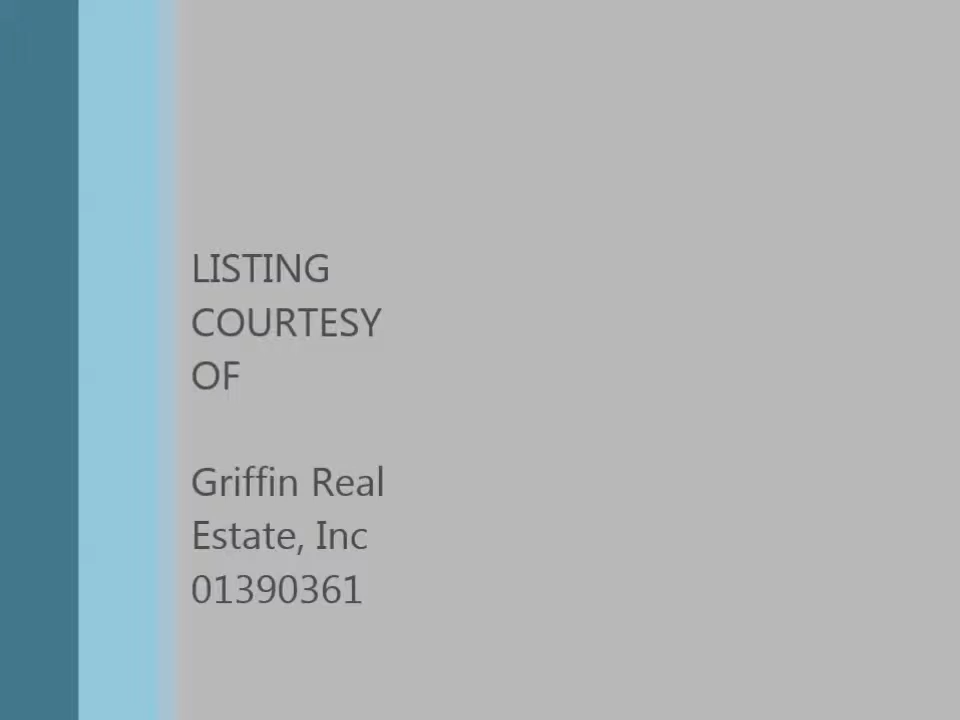 LISTING
COURTESY
OF
Griffin Real
Estate, Inc
01390361